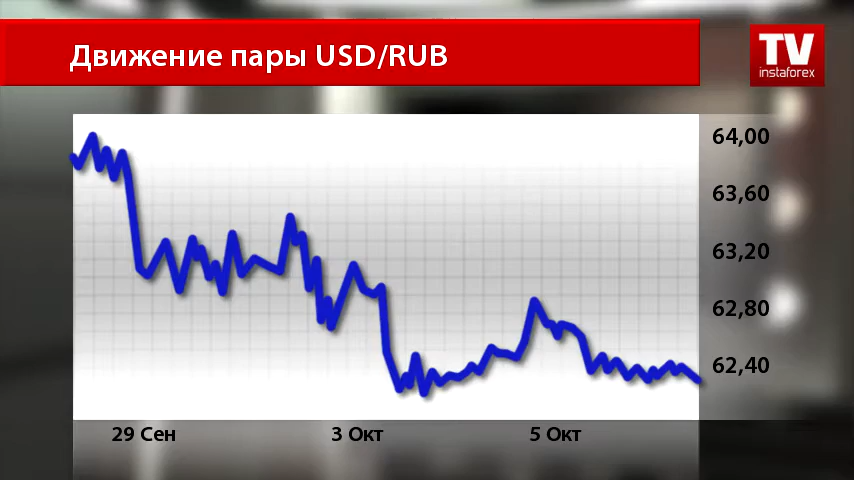 Движение пары USD/RUB
TV
instaforex
64,00
63,60
63,20
62,80
62,40
29 Сен
3 Окт
5 Окт